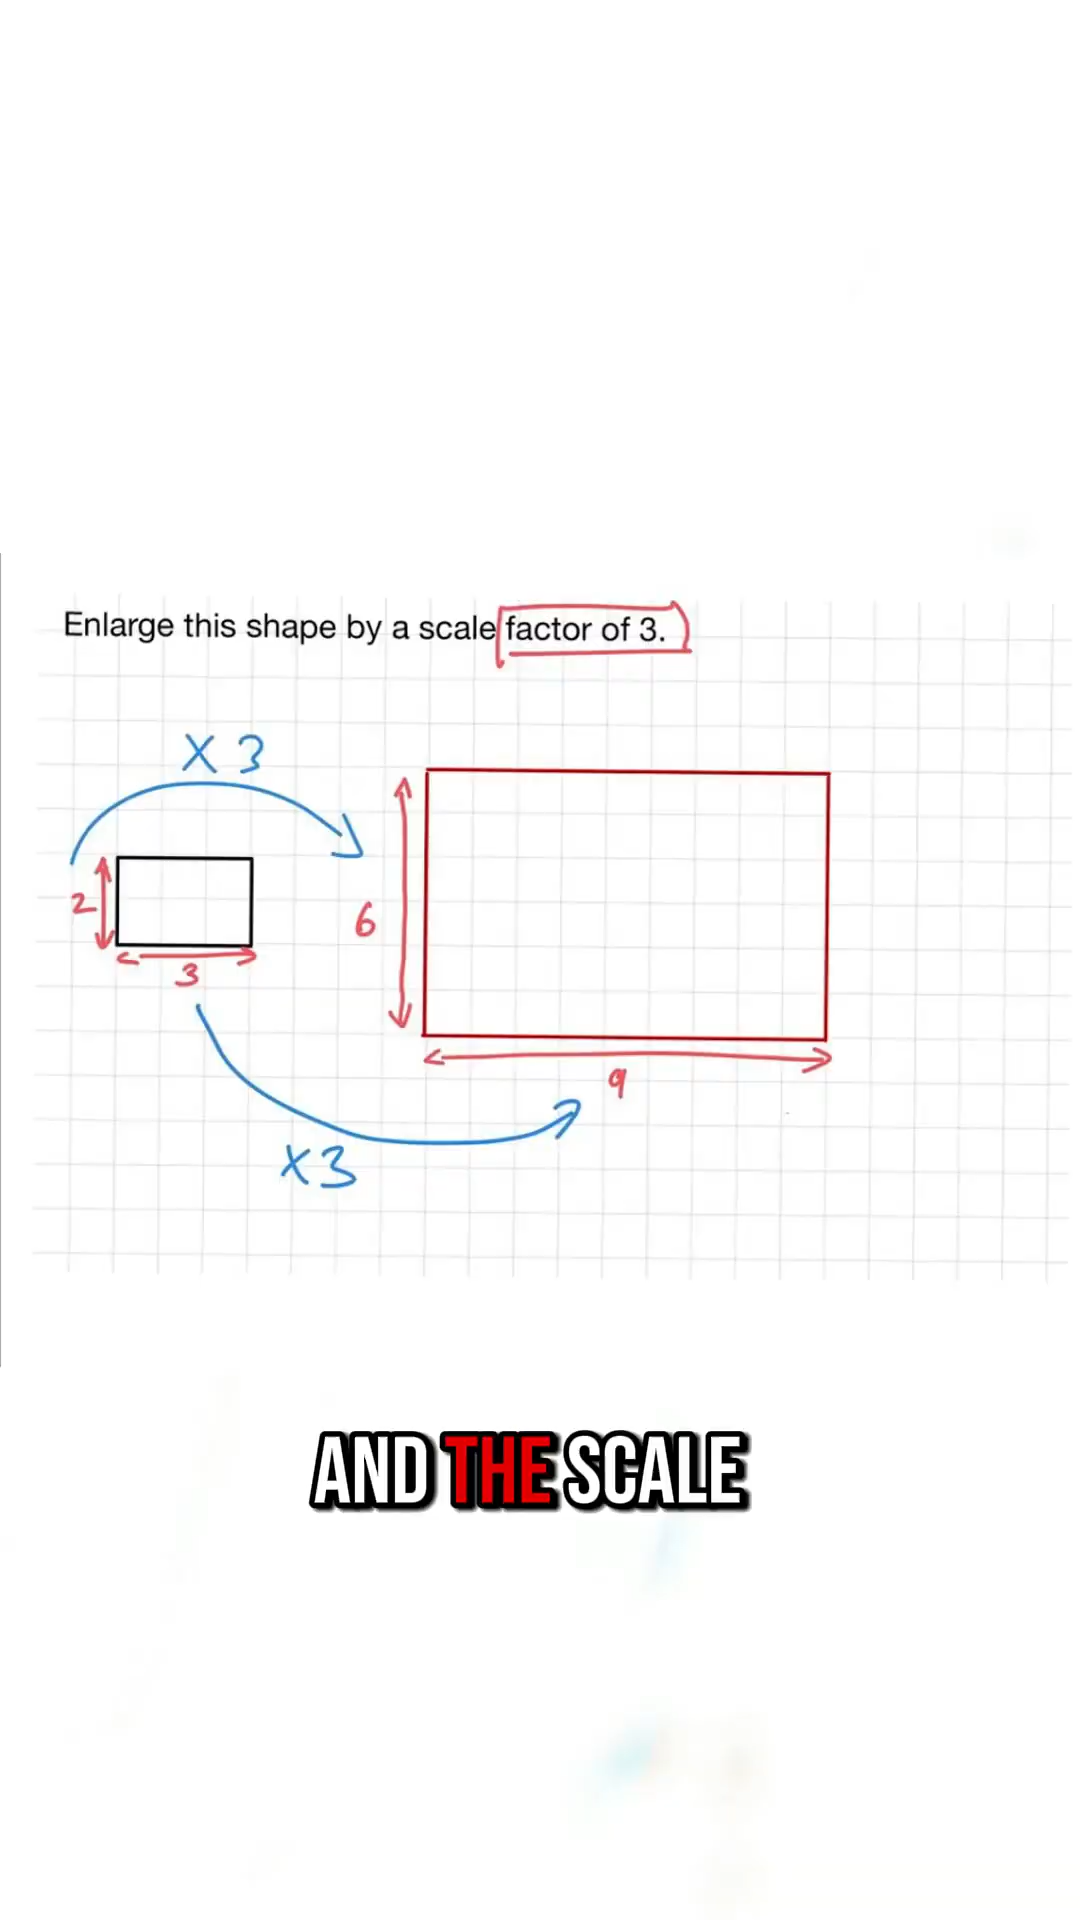 Enlarge this shape by a scale factor of 3.
X 3
2
3
6
9
X3
AND THE SCALE